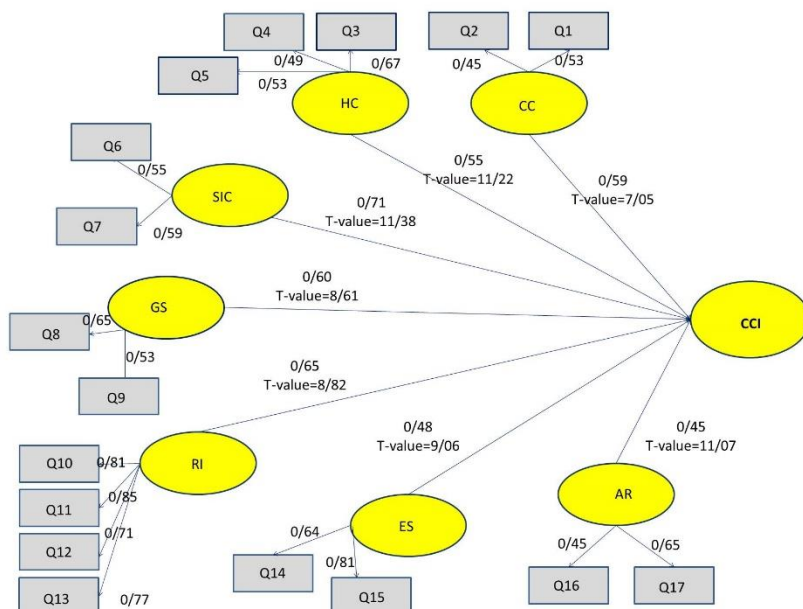 Q4
Q3
Q2
Q1
Q5
0/49
0/67
0/45
0/53
0/53
HC
CC
Q6
0/55
0/55
T-value=11/22
0/59
T-value=7/05
SIC
0/71
T-value=11/38
Q7
0/59
0/60
T-value=8/61
GS
0/65
Q8
CCI
0/53
Q9
0/65
T-value=8/82
0/48
T-value=9/06
0/45
T-value=11/07
Q10
0/81
RI
Q11
0/85
AR
Q12
0/71
ES
0/64
0/45
0/65
Q14
0/81
Q13
0/77
Q15
Q16
Q17